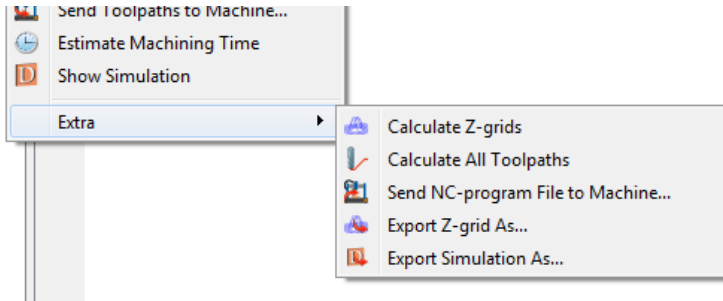 Send Toolpaths to Machine...
Estimate Machining Time
Show Simulation
Extra
Calculate Z-grids
Calculate All Toolpaths
Send NC-program File to Machine...
Export Z-grid As...
Export Simulation As...